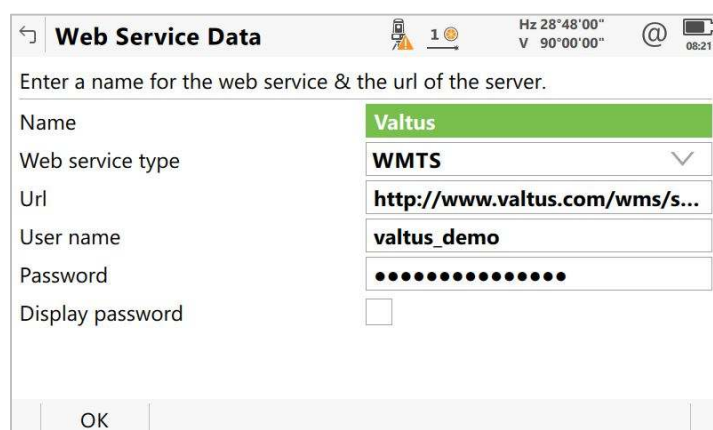 Web Service Data
1
Hz 28°48'00"
V 90°00'00"
@
08:21
Enter a name for the web service & the url of the server.
Name
Valtus
Web service type
WMTS
Url
http://www.valtus.com/wms/s...
User name
valtus_demo
Password
●●●●●●●●●●●●●●●
Display password
OK